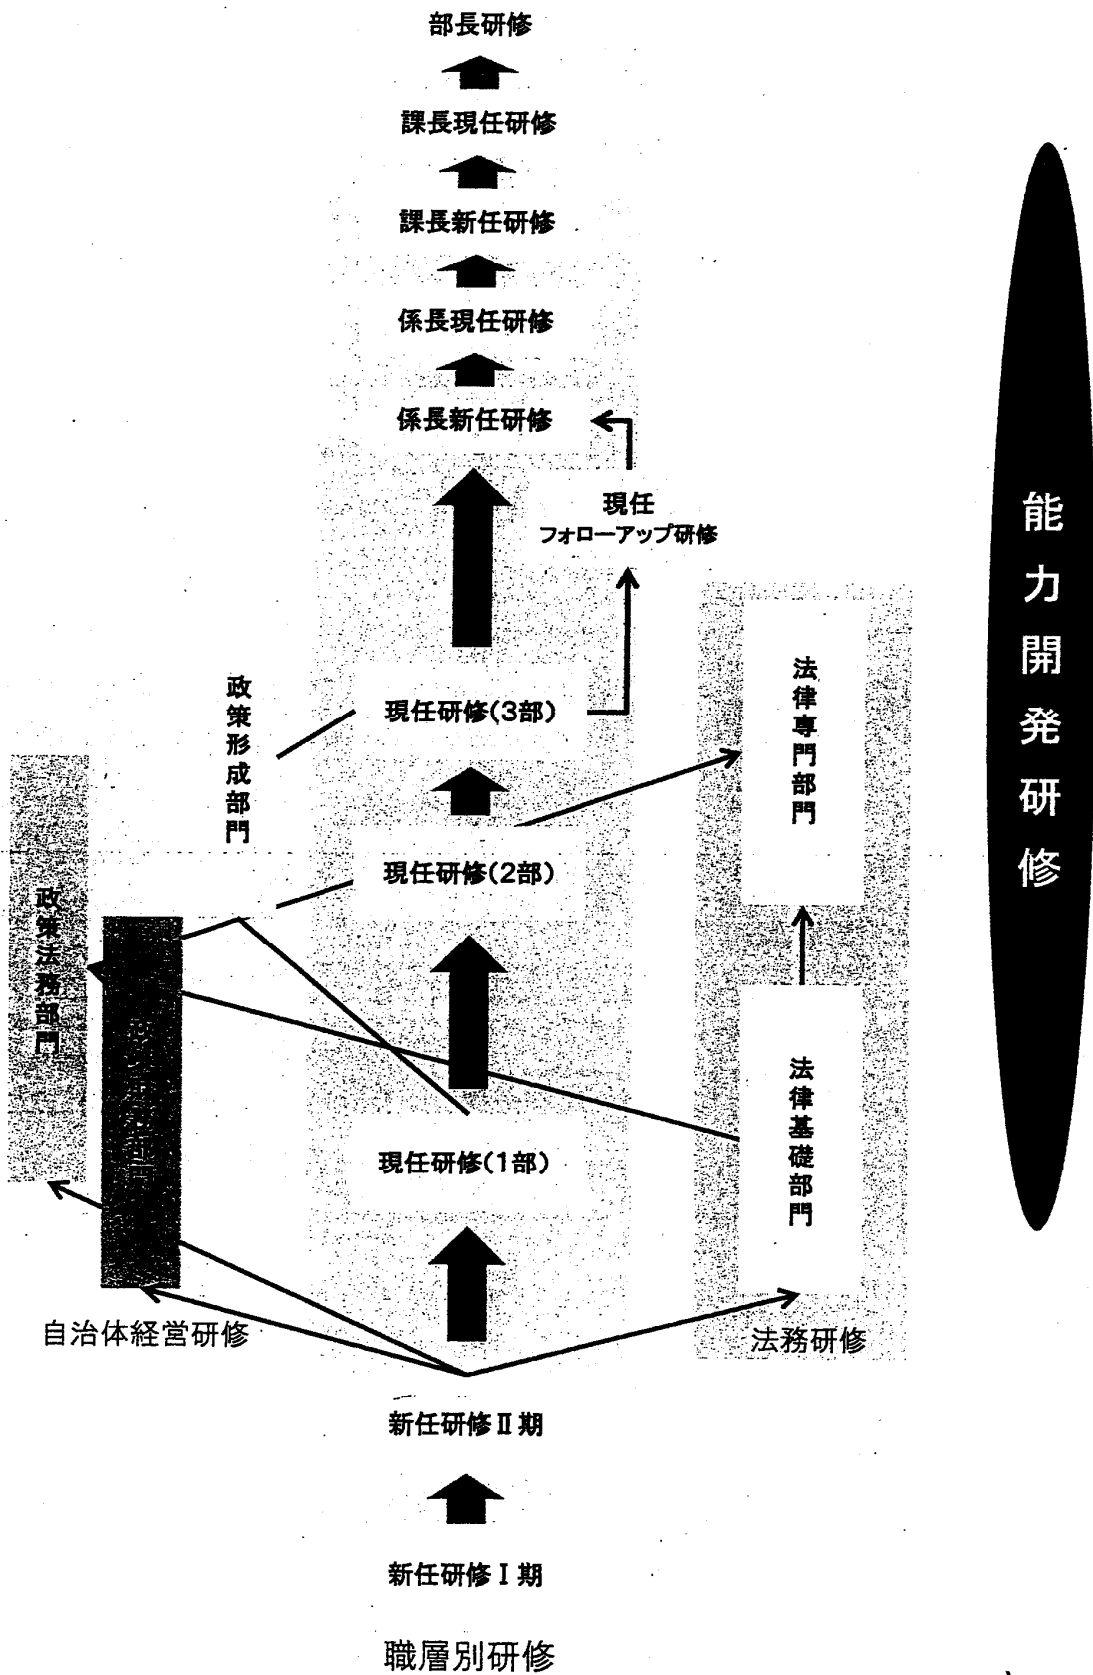 部長研修
課長現任研修
課長新任研修
係長現任研修
係長新任研修
現任
フォローアップ研修
能力開発研修
法律専門部門
政策形成部門
現任研修(3部)
現任研修(2部)
政策法務部門
法律基礎部門
現任研修(1部)
自治体経営研修
法務研修
新任研修Ⅱ期
新任研修Ⅰ期
職層別研修